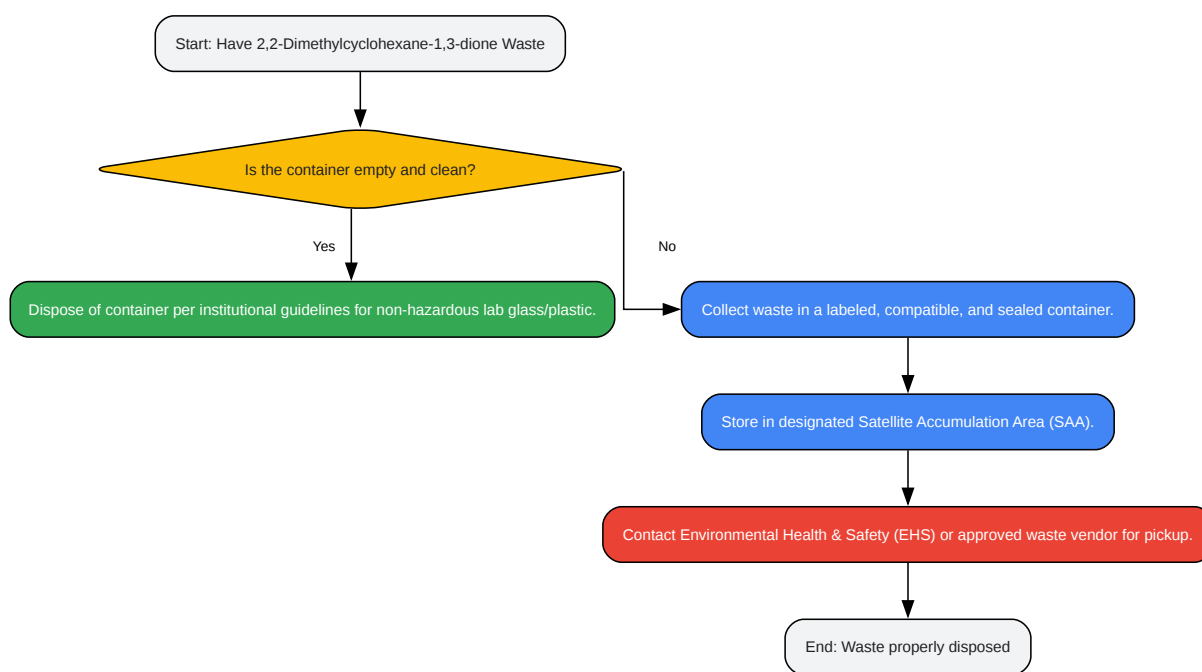 Start: Have 2,2-Dimethylcyclohexane-1,3-dione Waste
Is the container empty and clean?
Yes
No
Dispose of container per institutional guidelines for non-hazardous lab glass/plastic.
Collect waste in a labeled, compatible, and sealed container.
Store in designated Satellite Accumulation Area (SAA).
Contact Environmental Health & Safety (EHS) or approved waste vendor for pickup.
End: Waste properly disposed